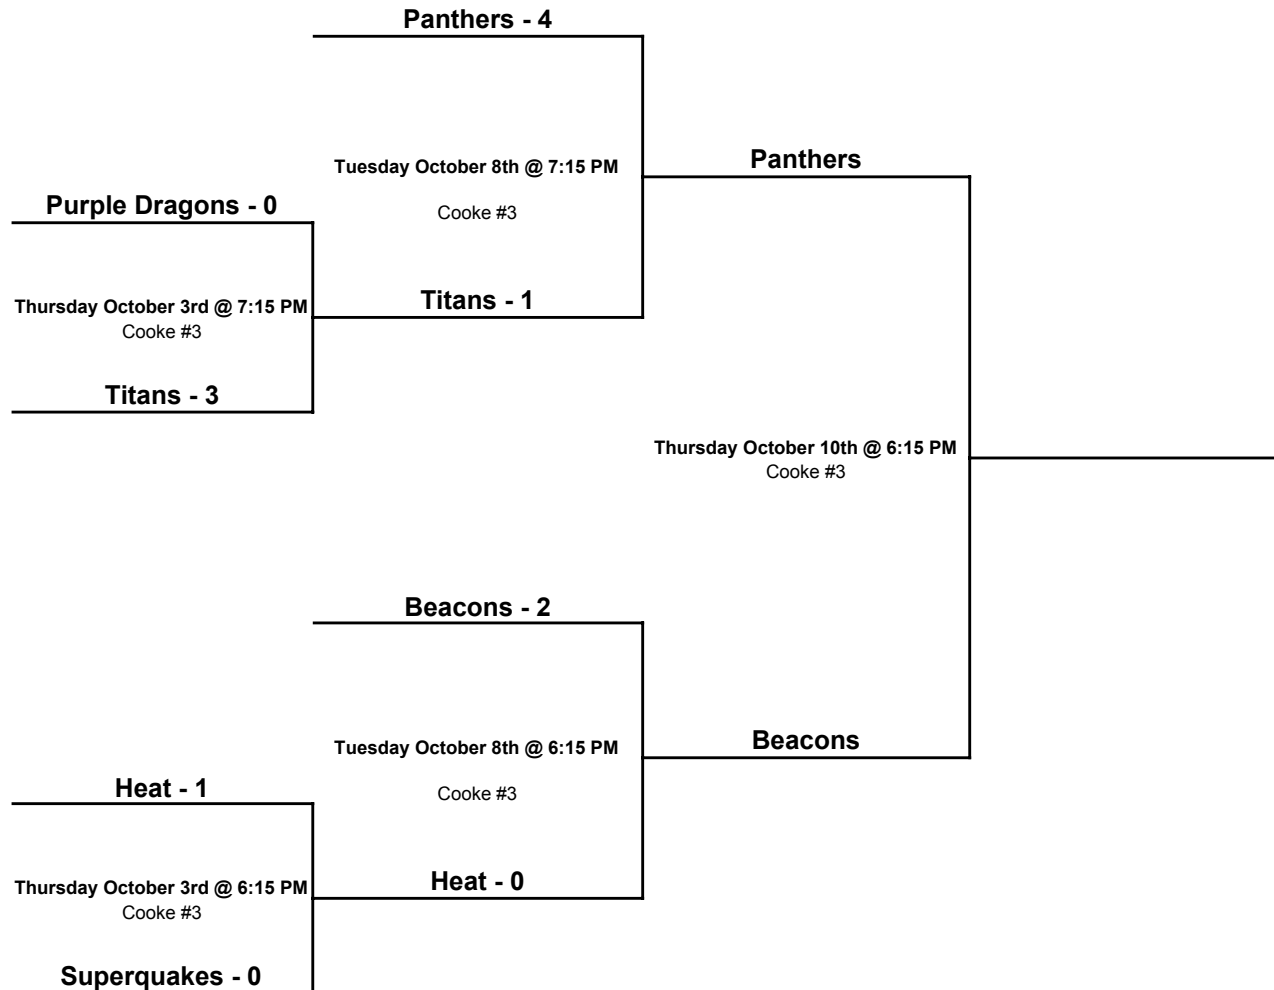 Panthers - 4
Tuesday October 8th @ 7:15 PM
Panthers
Purple Dragons - 0
Cooke #3
Thursday October 3rd @ 7:15 PM
Cooke #3
Titans - 1
Titans - 3
Thursday October 10th @ 6:15 PM
Cooke #3
Beacons - 2
Tuesday October 8th @ 6:15 PM
Beacons
Heat - 1
Cooke #3
Thursday October 3rd @ 6:15 PM
Cooke #3
Heat - 0
Superquakes - 0